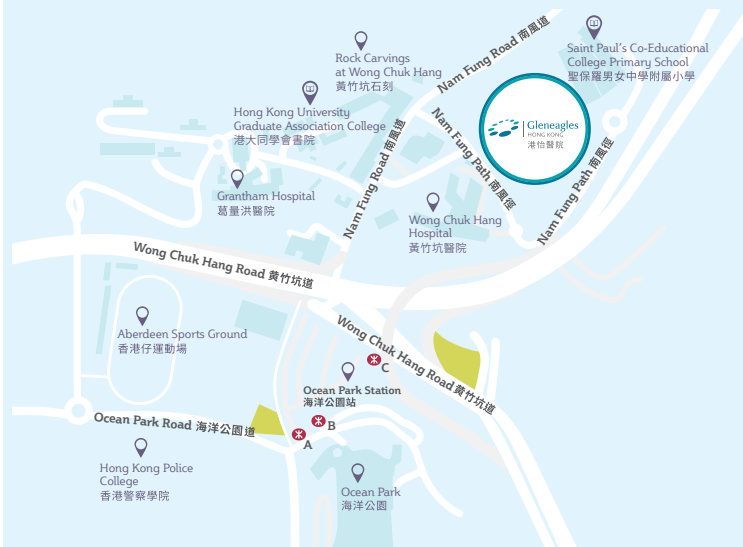 Nam Fung Road 南風道
Saint Paul's Co-Educational
College Primary School
聖保羅男女中學附屬小學
Rock Carvings
at Wong Chuk Hang
黃竹坑石刻
Hong Kong University
Graduate Association College
港大同學會書院
Gleneagles
HONG KONG
港怡醫院
Nam Fung Path 南風徑
Nam Fung Road 南風道
Nam Fung Path 南風徑
Grantham Hospital
葛量洪醫院
Wong Chuk Hang
Hospital
黃竹坑醫院
Wong Chuk Hang Road 黄竹坑道
Aberdeen Sports Ground
香港仔運動場
Wong Chuk Hang Road 黄竹坑道
C
Ocean Park Station
海洋公園站
Ocean Park Road 海洋公園道
B
A
Hong Kong Police
College
香港警察學院
Ocean Park
海洋公園